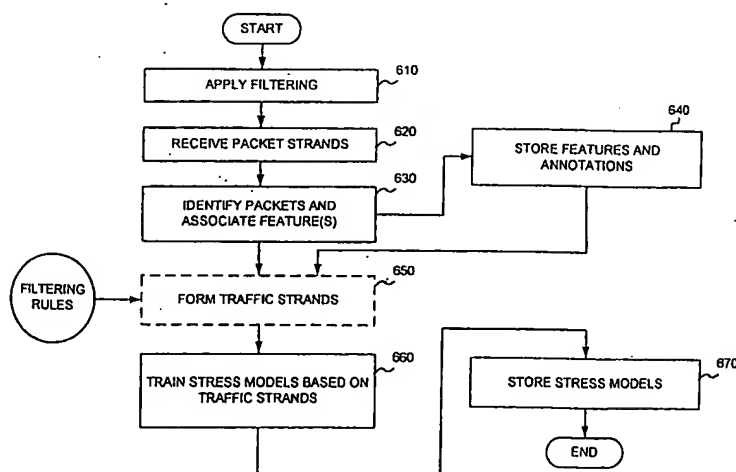 START
610
APPLY FILTERING
620
RECEIVE PACKET STRANDS
640
STORE FEATURES AND
ANNOTATIONS
630
IDENTIFY PACKETS AND
ASSOCIATE FEATURE(S)
650
FILTERING
RULES
FORM TRAFFIC STRANDS
660
TRAIN STRESS MODELS BASED ON
TRAFFIC STRANDS
670
STORE STRESS MODELS
END